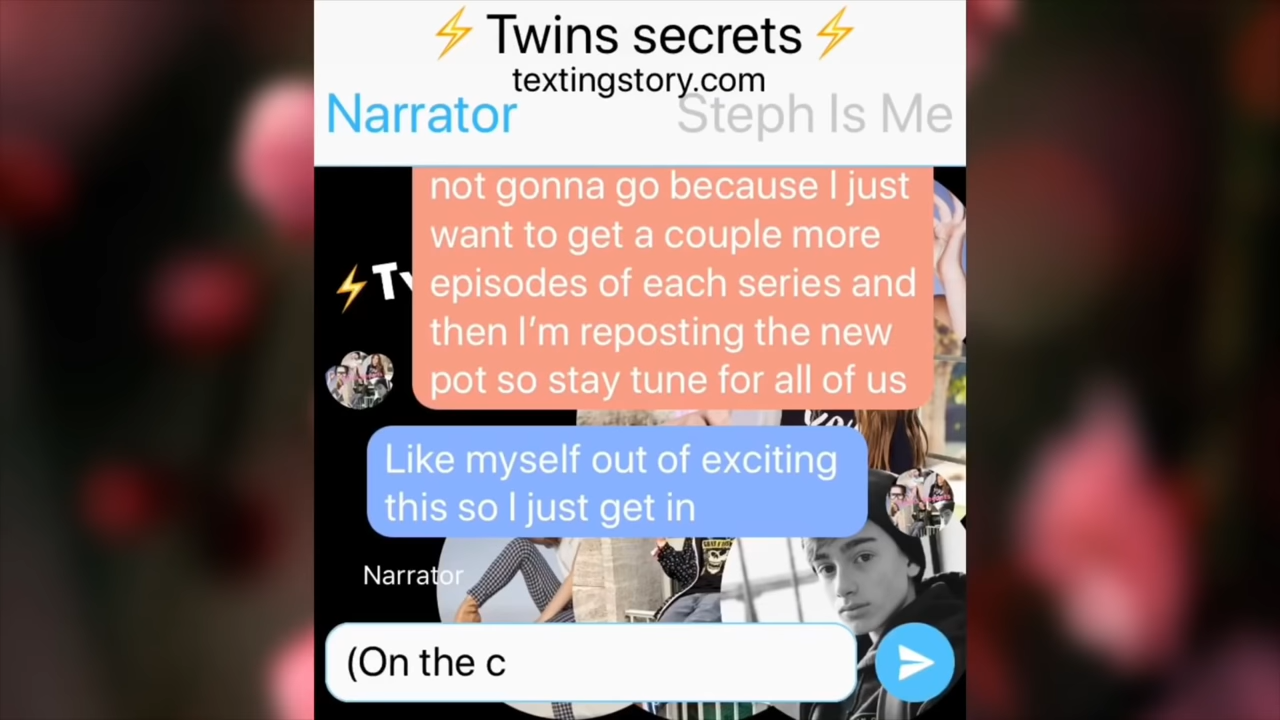 ⚡ Twins secrets ⚡
textingstory.com
Narrator
Steph Is Me
not gonna go because I just
want to get a couple more
episodes of each series and
then I'm reposting the new
pot so stay tune for all of us
⚡Tw
Like myself out of exciting
this so I just get in
Narrator
(On the c